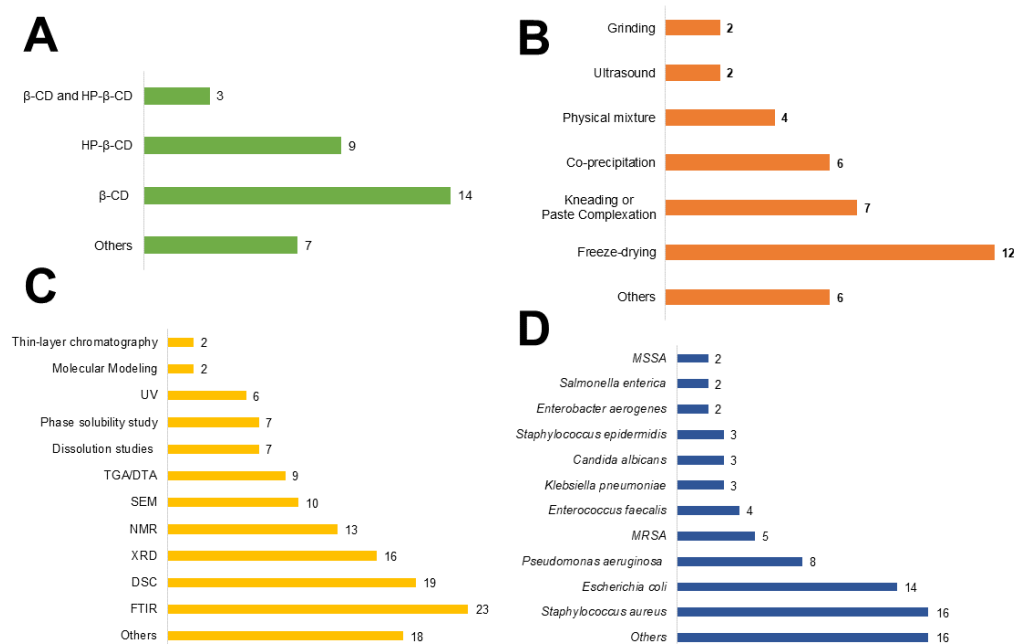 A
β-CD and HP-β-CD 3
HP-β-CD 9
β-CD 14
Others 7
B
Grinding 2
Ultrasound 2
Physical mixture 4
Co-precipitation 6
Kneading or
Paste Complexation 7
Freeze-drying 12
Others 6
C
Thin-layer chromatography 2
Molecular Modeling 2
UV 6
Phase solubility study 7
Dissolution studies 7
TGA/DTA 9
SEM 10
NMR 13
XRD 16
DSC 19
FTIR 23
Others 18
D
MSSA 2
Salmonella enterica 2
Enterobacter aerogenes 2
Staphylococcus epidermidis 3
Candida albicans 3
Klebsiella pneumoniae 3
Enterococcus faecalis 4
MRSA 5
Pseudomonas aeruginosa 8
Escherichia coli 14
Staphylococcus aureus 16
Others 16